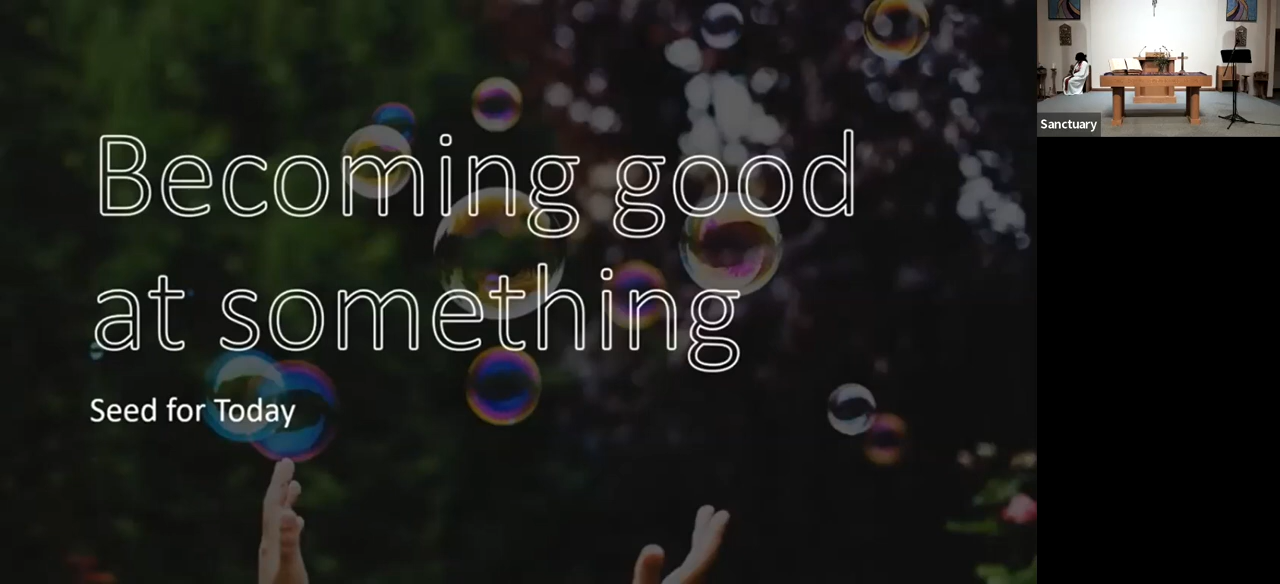 Becoming good
at something
Seed for Today
Sanctuary